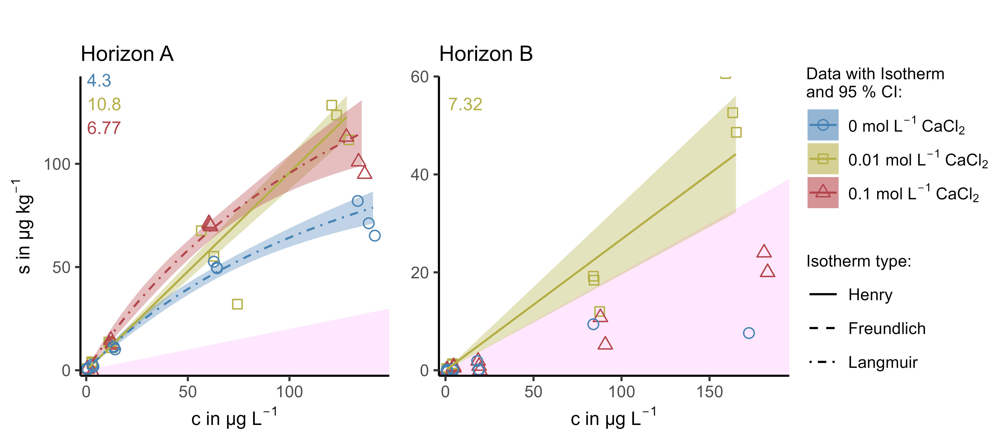 Horizon A
4.3
10.8
6.77
100
50
0
0 50 100
c in µg L⁻¹
s in µg kg⁻¹
Horizon B
7.32
60
40
20
0
0 50 100 150
c in µg L⁻¹
Data with Isotherm
and 95 % CI:
0 mol L⁻¹ CaCl₂
0.01 mol L⁻¹ CaCl₂
0.1 mol L⁻¹ CaCl₂
Isotherm type:
Henry
Freundlich
Langmuir